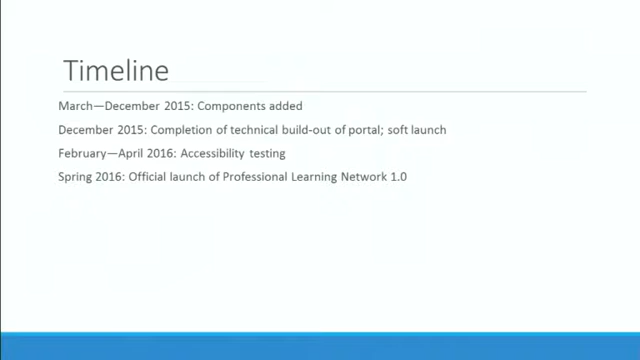 Timeline
March—December 2015: Components added
December 2015: Completion of technical build-out of portal; soft launch
February—April 2016: Accessibility testing
Spring 2016: Official launch of Professional Learning Network 1.0